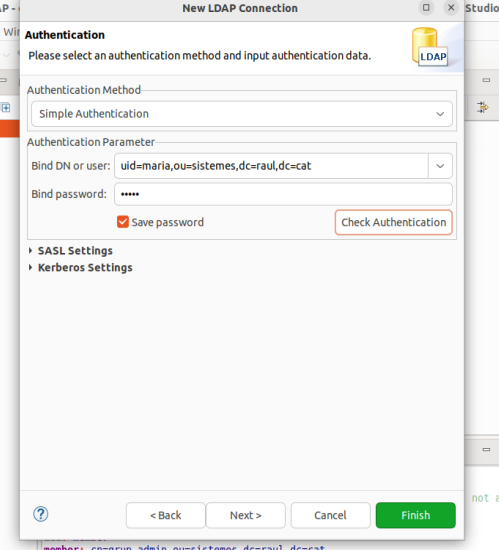 New LDAP Connection
Studio
Authentication
Please select an authentication method and input authentication data.
LDAP
Authentication Method
Simple Authentication
Authentication Parameter
Bind DN or user: uid=maria,ou=sistemes,dc=raul,dc=cat
Bind password: •••••
Save password
Check Authentication
SASL Settings
Kerberos Settings
not a
? < Back Next > Cancel Finish
member: cn=grup_admin,ou=sistemes,dc=raul,dc=cat